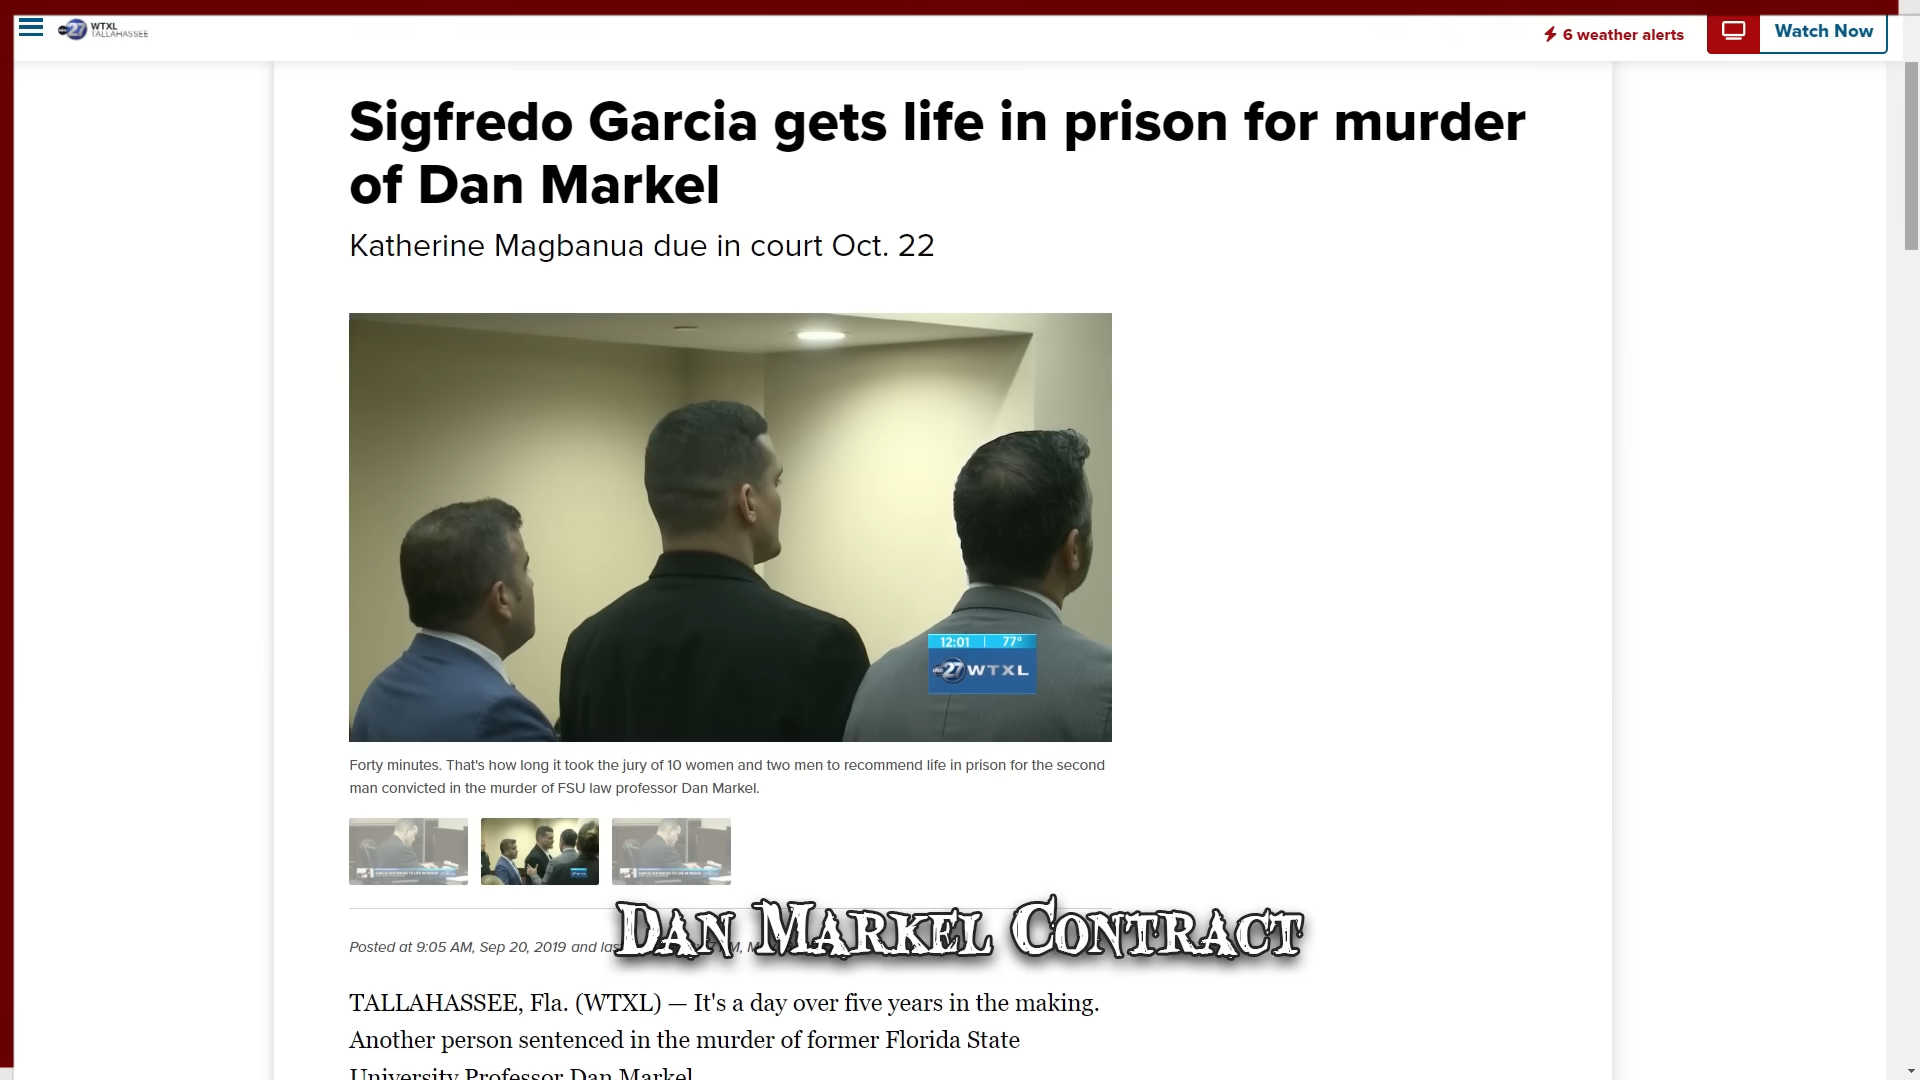 WTXL
TALLAHASSEE
6 weather alerts
Watch Now
Sigfredo Garcia gets life in prison for murder
of Dan Markel
Katherine Magbanua due in court Oct. 22
12:01 77°
abc 27 WTXL
Forty minutes. That's how long it took the jury of 10 women and two men to recommend life in prison for the second
man convicted in the murder of FSU law professor Dan Markel.
Posted at 9:05 AM, Sep 20, 2019 and
Dan Markel Contract
TALLAHASSEE, Fla. (WTXL) — It's a day over five years in the making.
Another person sentenced in the murder of former Florida State
University Professor Dan Markel